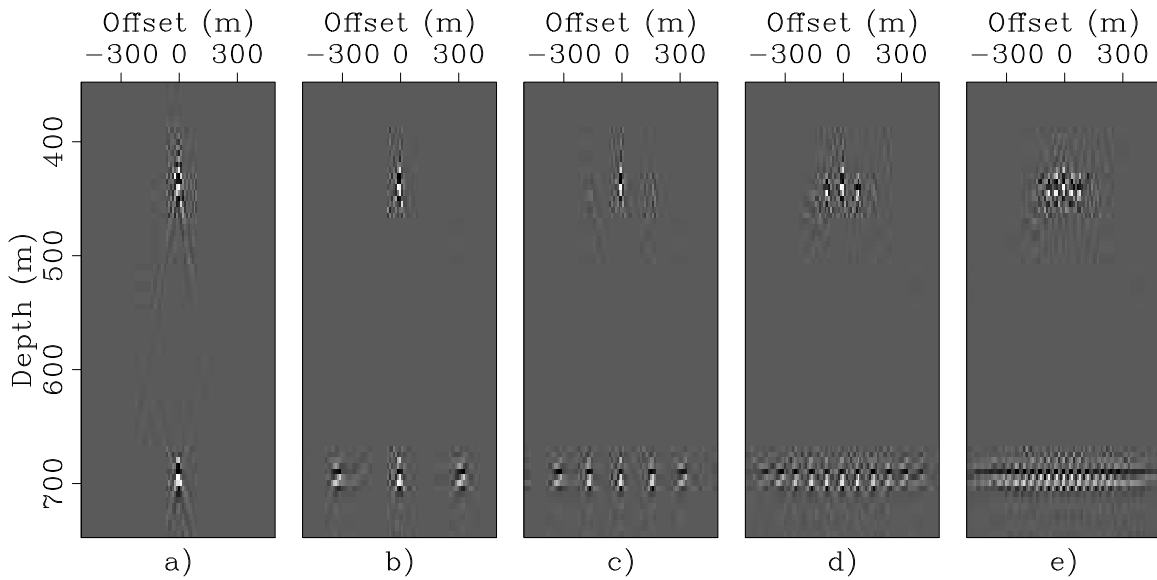 Offset (m) Offset (m) Offset (m) Offset (m) Offset (m)
−300 0 300 −300 0 300 −300 0 300 −300 0 300 −300 0 300
Depth (m)
400
500
600
700
a) b) c) d) e)